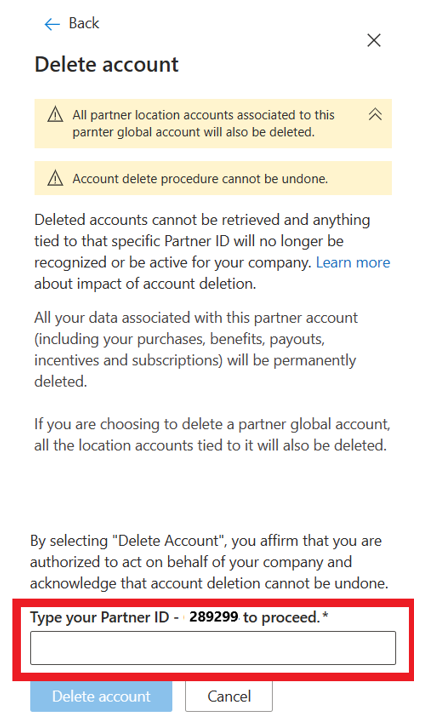 Back
Delete account
All partner location accounts associated to this
parnter global account will also be deleted.
Account delete procedure cannot be undone.
Deleted accounts cannot be retrieved and anything
tied to that specific Partner ID will no longer be
recognized or be active for your company. Learn more
about impact of account deletion.
All your data associated with this partner account
(including your purchases, benefits, payouts,
incentives and subscriptions) will be permanently
deleted.
If you are choosing to delete a partner global account,
all the location accounts tied to it will also be deleted.
By selecting "Delete Account", you affirm that you are
authorized to act on behalf of your company and
acknowledge that account deletion cannot be undone.
Type your Partner ID - 289299 to proceed.*
Delete account Cancel